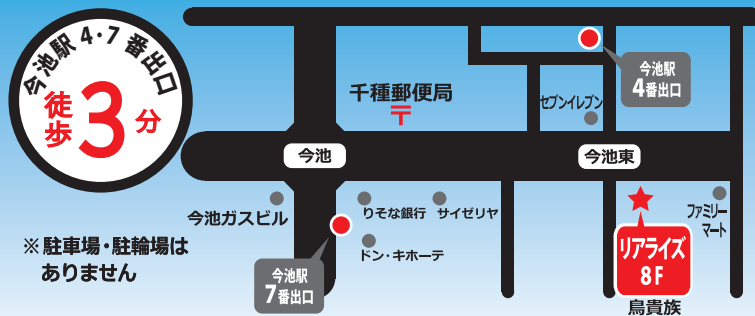 今池駅4・7番出口
徒歩
3分
千種郵便局
〒
セブンイレブン
今池駅
4番出口
今池
今池東
今池ガスビル
りそな銀行
サイゼリヤ
ドン・キホーテ
ファミリー
マート
今池駅
7番出口
リアライズ
8F
鳥貴族
※駐車場・駐輪場は
ありません